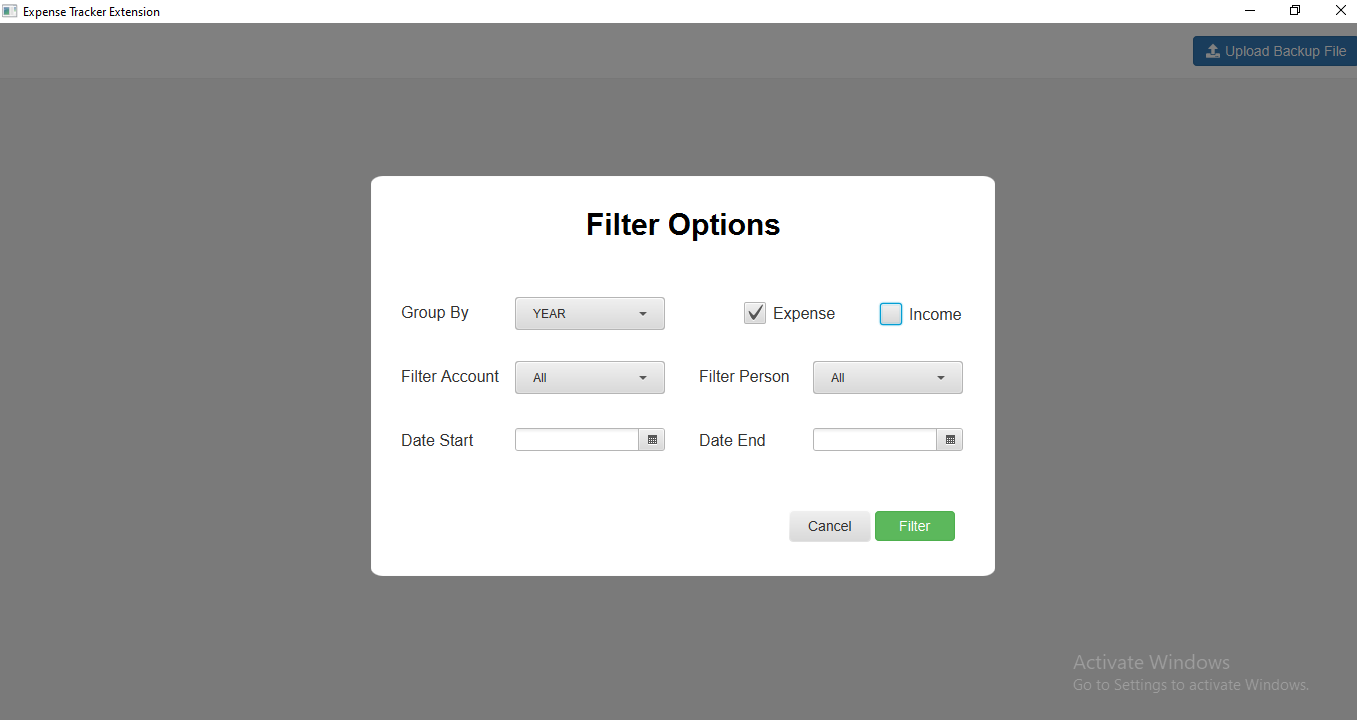 Expense Tracker Extension
Upload Backup File
Filter Options
Group By YEAR Expense Income
Filter Account All Filter Person All
Date Start Date End
Cancel Filter
Activate Windows
Go to Settings to activate Windows.